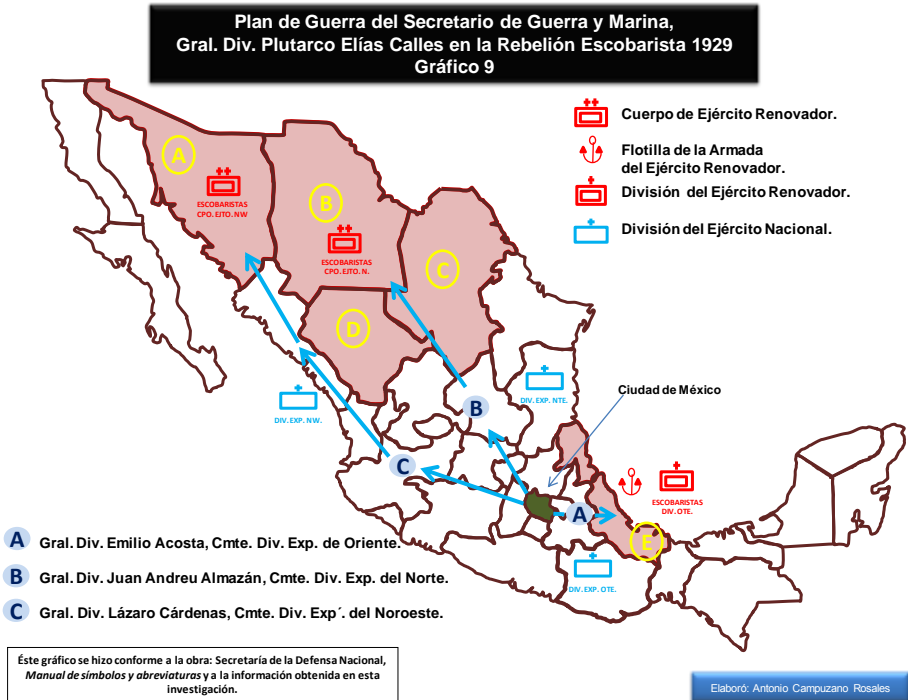 Plan de Guerra del Secretario de Guerra y Marina,
Gral. Div. Plutarco Elías Calles en la Rebelión Escobarista 1929
Gráfico 9
Cuerpo de Ejército Renovador.
Flotilla de la Armada
del Ejército Renovador.
División del Ejército Renovador.
División del Ejército Nacional.
A
ESCOBARISTAS
CPO. EJTO. NW
B
ESCOBARISTAS
CPO. EJTO. N.
C
D
DIV. EXP. NW.
DIV. EXP. NTE.
Ciudad de México
B
C
A
ESCOBARISTAS
DIV. OTE.
E
DIV. EXP. OTE.
A Gral. Div. Emilio Acosta, Cmte. Div. Exp. de Oriente.
B Gral. Div. Juan Andreu Almazán, Cmte. Div. Exp. del Norte.
C Gral. Div. Lázaro Cárdenas, Cmte. Div. Exp´. del Noroeste.
Éste gráfico se hizo conforme a la obra: Secretaría de la Defensa Nacional,
Manual de símbolos y abreviaturas y a la información obtenida en esta
investigación.
Elaboró: Antonio Campuzano Rosales